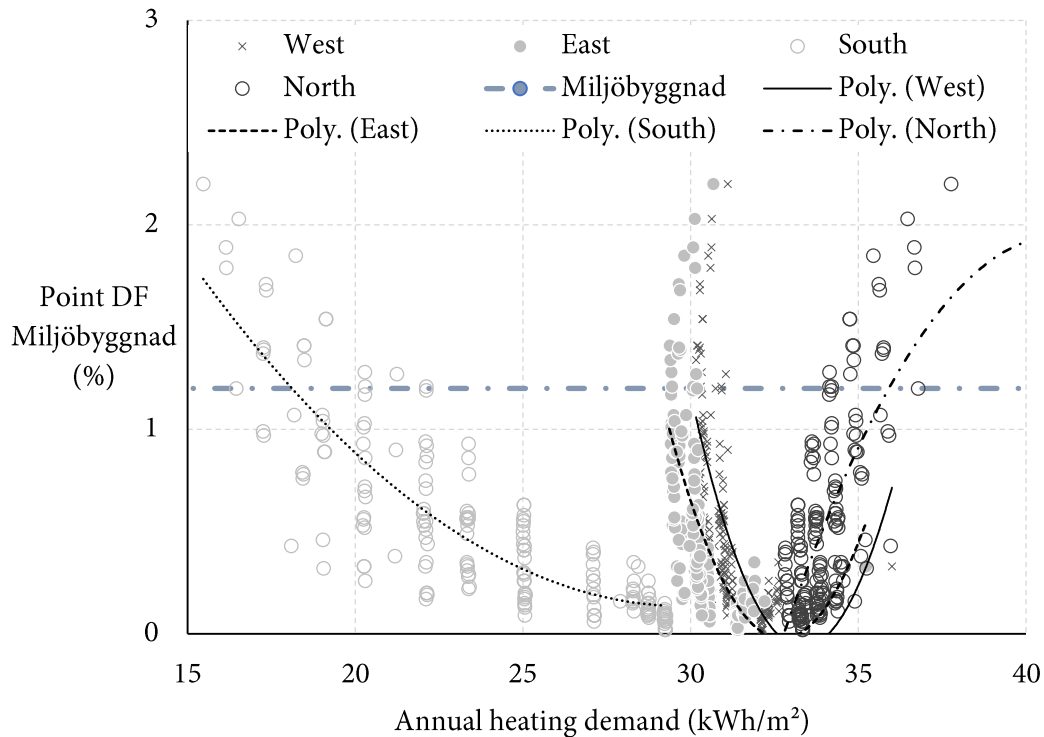 3
West East South
North Miljöbyggnad Poly. (West)
Poly. (East) Poly. (South) Poly. (North)
2
Point DF
Miljöbyggnad
(%)
1
0
15 20 25 30 35 40
Annual heating demand (kWh/m²)